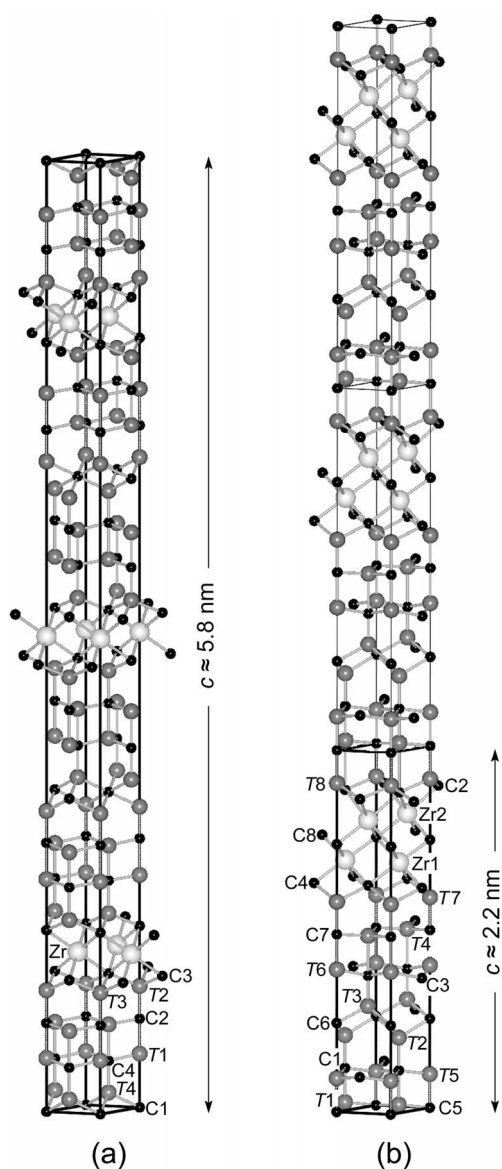 c ≈ 5.8 nm
Zr
C3
T3
T2
C2
T1
C4
T4
C1
(a)
T8
C2
Zr2
C8
Zr1
C4
T7
C7
T4
T6
C3
T3
C6
T2
C1
T5
T1
C5
c ≈ 2.2 nm
(b)